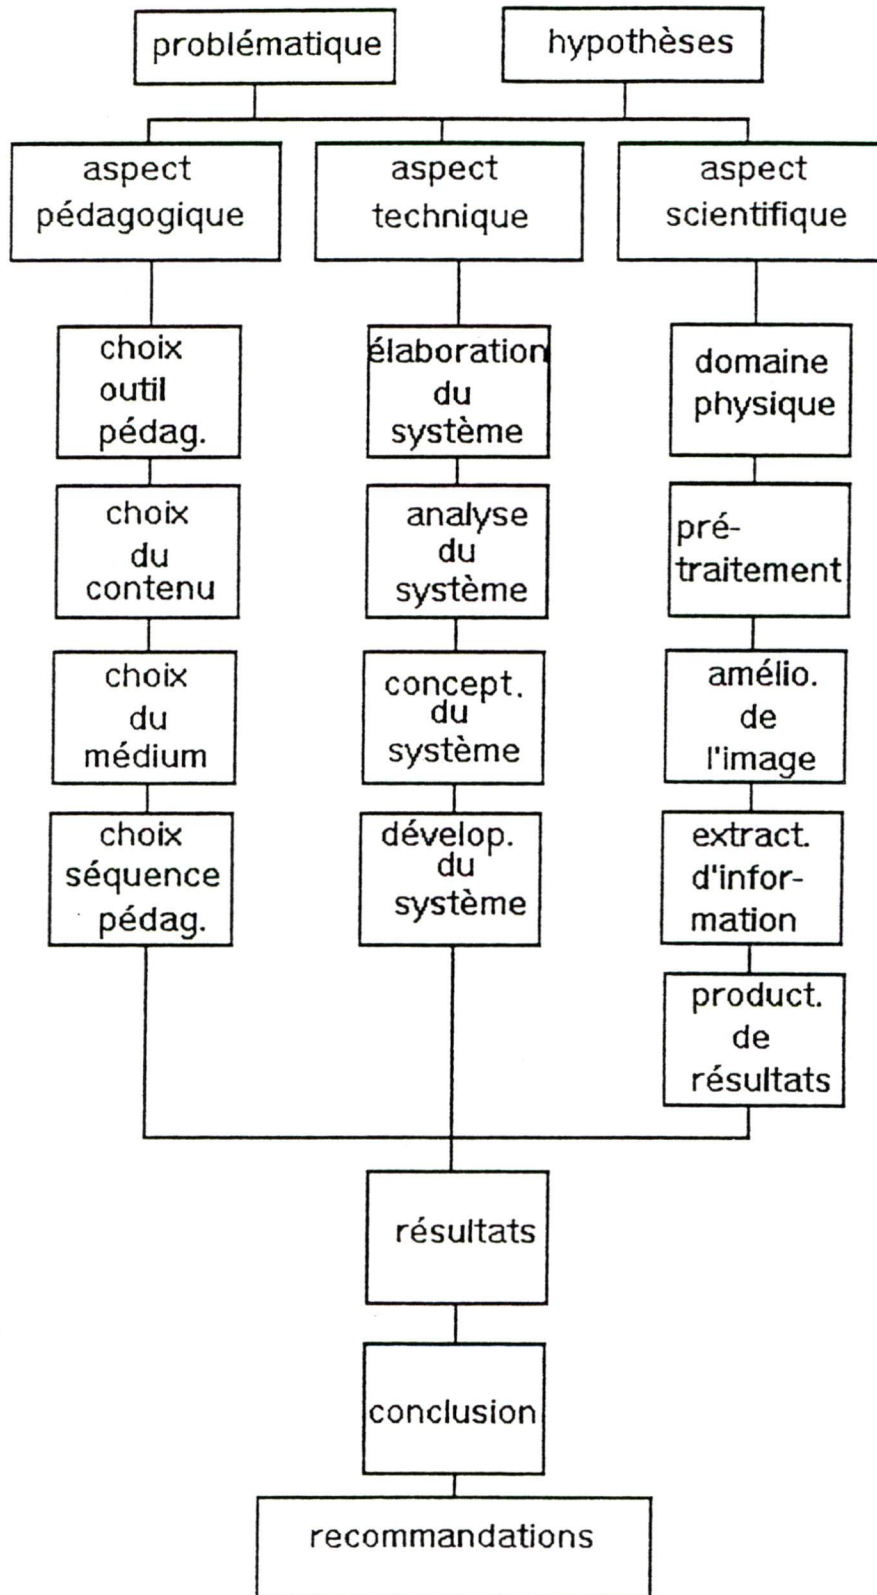 problématique
hypothèses
aspect
pédagogique
aspect
technique
aspect
scientifique
choix
outil
pédag.
choix
du
contenu
choix
du
médium
choix
séquence
pédag.
élaboration
du
système
analyse
du
système
concept.
du
système
dévelop.
du
système
domaine
physique
pré-
traitement
amélio.
de
l'image
extract.
d'infor-
mation
product.
de
résultats
résultats
conclusion
recommandations